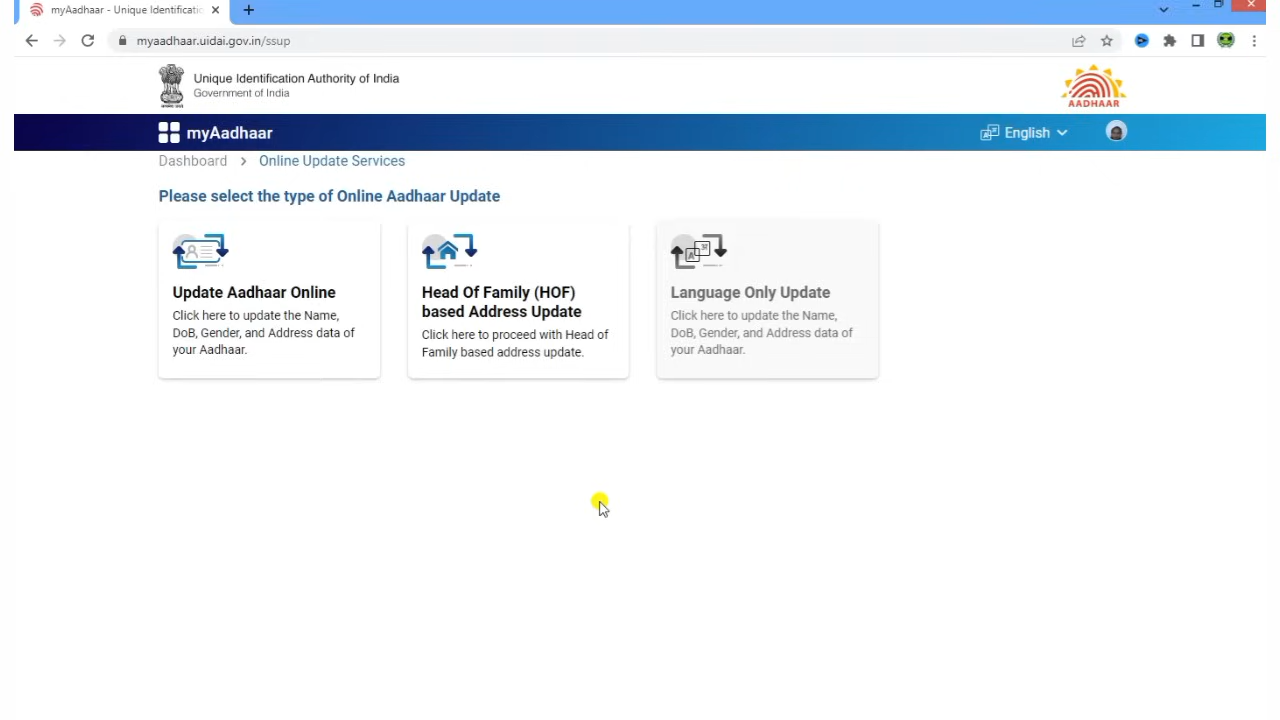 myAadhaar - Unique Identificatio
myaadhaar.uidai.gov.in/ssup
Unique Identification Authority of India
Government of India
AADHAAR
myAadhaar
English
Dashboard > Online Update Services
Please select the type of Online Aadhaar Update
Update Aadhaar Online
Click here to update the Name,
DoB, Gender, and Address data of
your Aadhaar.
Head Of Family (HOF)
based Address Update
Click here to proceed with Head of
Family based address update.
Language Only Update
Click here to update the Name,
DoB, Gender, and Address data of
your Aadhaar.